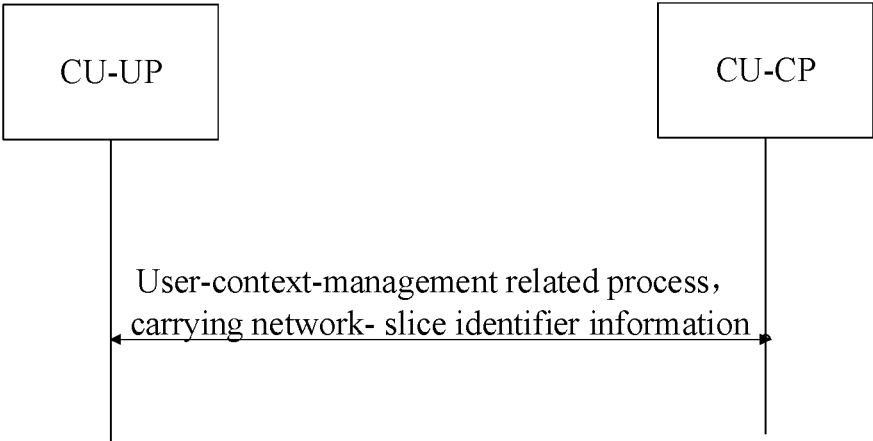 CU-UP
CU-CP
User-context-management related process，
carrying network- slice identifier information